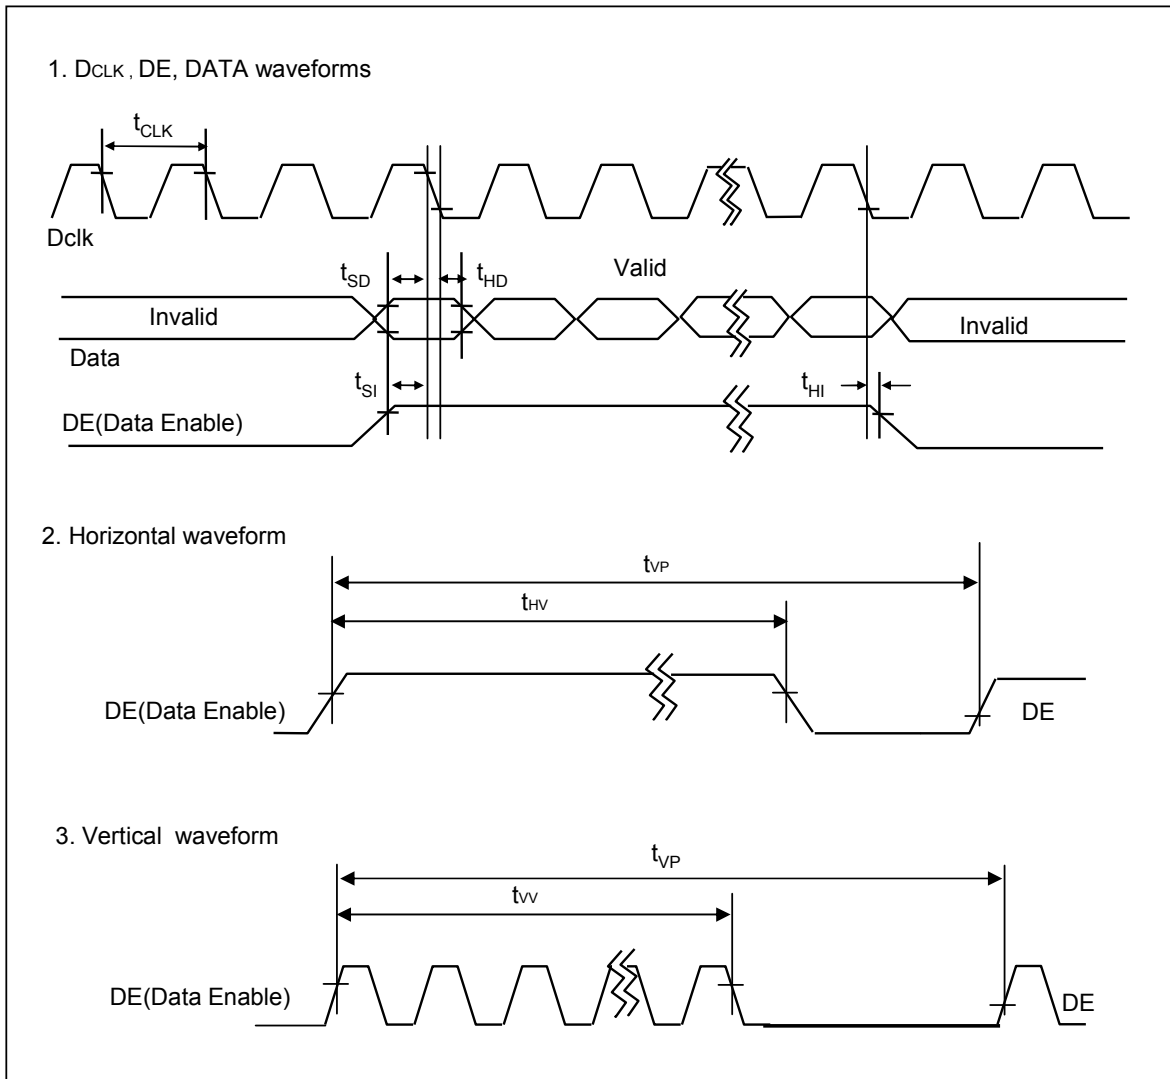 1. DCLK , DE, DATA waveforms
tCLK
Dclk
tSD
tHD
Valid
Invalid
Invalid
Data
tSI
tHI
DE(Data Enable)
2. Horizontal waveform
tVP
tHV
DE(Data Enable)
DE
3. Vertical waveform
tVP
tVV
DE(Data Enable)
DE